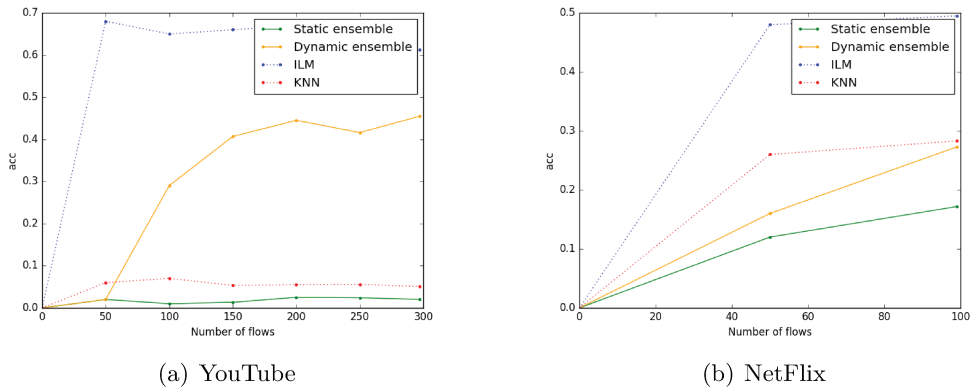 0.7
0.6
0.5
0.4
0.3
0.2
0.1
0.0
acc
0 50 100 150 200 250 300
Number of flows
Static ensemble
Dynamic ensemble
ILM
KNN
(a) YouTube
0.5
0.4
0.3
0.2
0.1
0.0
acc
0 20 40 60 80 100
Number of flows
Static ensemble
Dynamic ensemble
ILM
KNN
(b) NetFlix